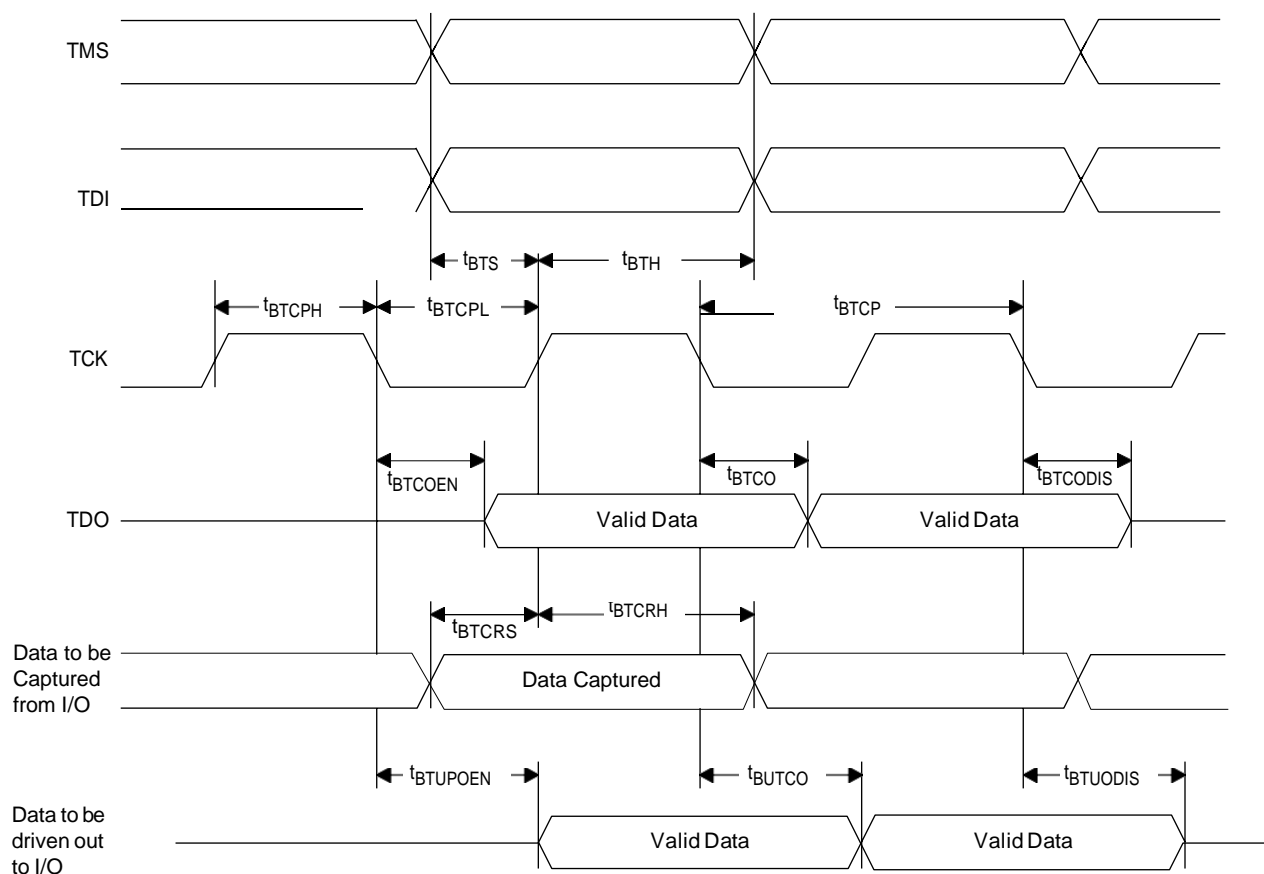 TMS
TDI
tBTS
tBTH
tBTCPH
tBTCPL
tBTCP
TCK
tBTCOEN
tBTCO
tBTCODIS
TDO
Valid Data
Valid Data
tBTCRS
tBTCRH
Data to be
Captured
from I/O
Data Captured
tBTUPOEN
tBUTCO
tBTUODIS
Data to be
driven out
to I/O
Valid Data
Valid Data